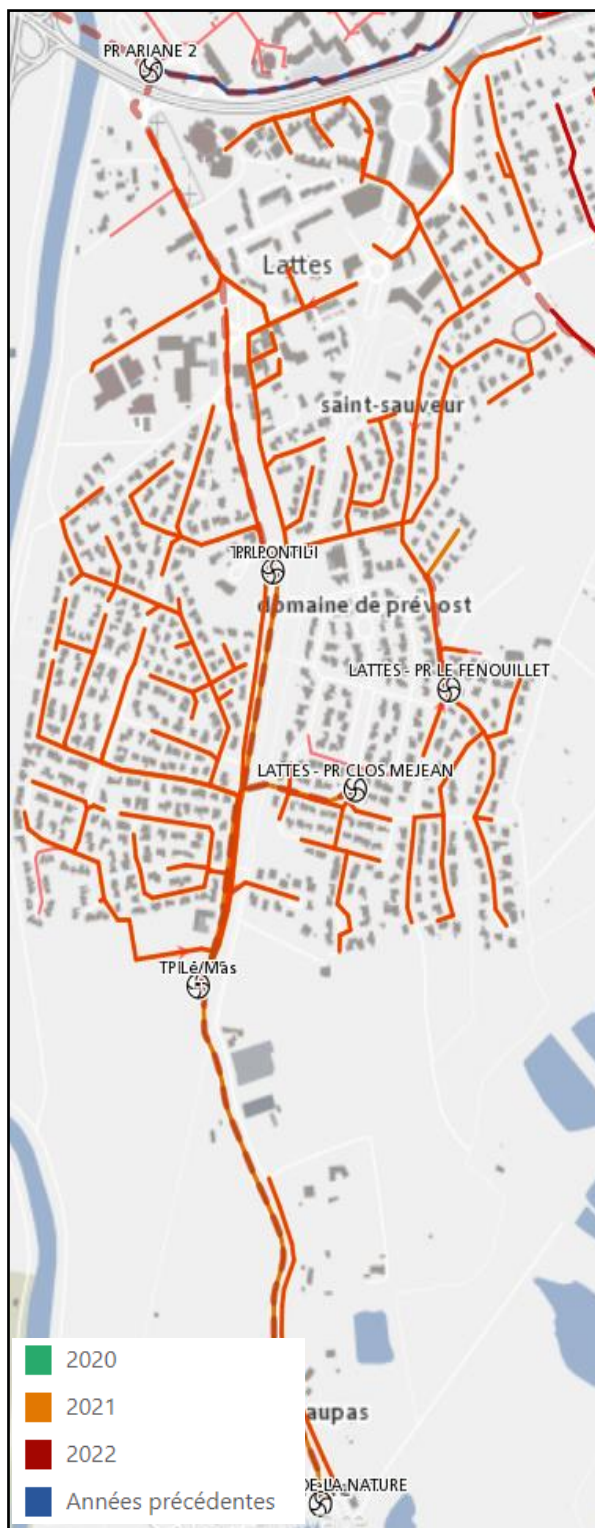 PR ARIANE 2
Lattes
saint-sauveur
domaine de prévost
LATTES - PR LE FENOUILLET
LATTES - PR CLOS MEJEAN
2020
2021
2022
Années précédentes
aupas
DE LA NATURE